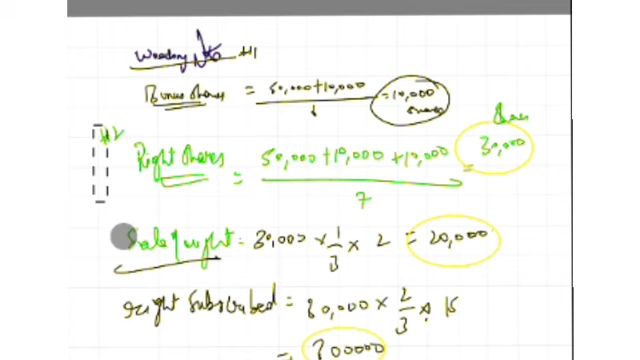 Working Note #1
Bonus shares = 50,000+10,000 / 6 = 10,000 shares
#2 Right shares = 50,000+10,000+10,000 / 7 = 30,000 shares
Sale of right = 30,000 × 1/3 × 2 = 20,000
right subscribed = 30,000 × 2/3 × 15
= 300000